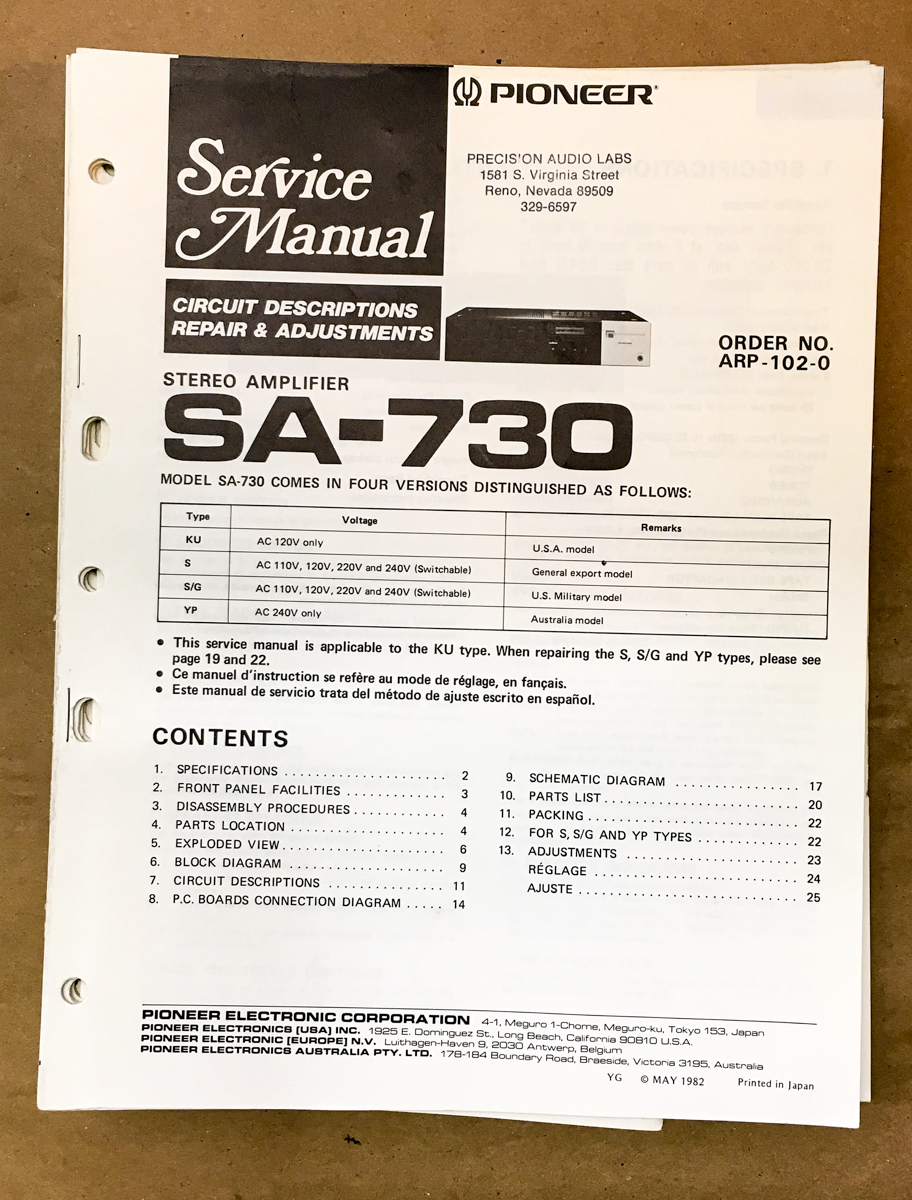 Service
Manual
PIONEER®
PRECIS'ON AUDIO LABS
1581 S. Virginia Street
Reno, Nevada 89509
329-6597
CIRCUIT DESCRIPTIONS
REPAIR & ADJUSTMENTS
ORDER NO.
ARP-102-0
STEREO AMPLIFIER
SA-730
MODEL SA-730 COMES IN FOUR VERSIONS DISTINGUISHED AS FOLLOWS:
Type Voltage Remarks
KU AC 120V only U.S.A. model
S AC 110V, 120V, 220V and 240V (Switchable) General export model
S/G AC 110V, 120V, 220V and 240V (Switchable) U.S. Military model
YP AC 240V only Australia model
● This service manual is applicable to the KU type. When repairing the S, S/G and YP types, please see
page 19 and 22.
● Ce manuel d'instruction se refère au mode de réglage, en français.
● Este manual de servicio trata del método de ajuste escrito en español.
CONTENTS
1. SPECIFICATIONS . . . . . . . . . . . . . . . . . . . . . 2
2. FRONT PANEL FACILITIES . . . . . . . . . . . . . 3
3. DISASSEMBLY PROCEDURES . . . . . . . . . . . . 4
4. PARTS LOCATION . . . . . . . . . . . . . . . . . . . . 4
5. EXPLODED VIEW . . . . . . . . . . . . . . . . . . . . . 6
6. BLOCK DIAGRAM . . . . . . . . . . . . . . . . . . . . 9
7. CIRCUIT DESCRIPTIONS . . . . . . . . . . . . . . . 11
8. P.C. BOARDS CONNECTION DIAGRAM . . . . . 14
9. SCHEMATIC DIAGRAM . . . . . . . . . . . . . . . . 17
10. PARTS LIST . . . . . . . . . . . . . . . . . . . . . . . . . 20
11. PACKING . . . . . . . . . . . . . . . . . . . . . . . . . . . 22
12. FOR S, S/G AND YP TYPES . . . . . . . . . . . . . 22
13. ADJUSTMENTS . . . . . . . . . . . . . . . . . . . . . . 23
RÉGLAGE . . . . . . . . . . . . . . . . . . . . . . . . . . 24
AJUSTE . . . . . . . . . . . . . . . . . . . . . . . . . . . . 25
PIONEER ELECTRONIC CORPORATION 4-1, Meguro 1-Chome, Meguro-ku, Tokyo 153, Japan
PIONEER ELECTRONICS [USA] INC. 1925 E. Dominguez St., Long Beach, California 90810 U.S.A.
PIONEER ELECTRONIC [EUROPE] N.V. Luithagen-Haven 9, 2030 Antwerp, Belgium
PIONEER ELECTRONICS AUSTRALIA PTY. LTD. 178-184 Boundary Road, Braeside, Victoria 3195, Australia
YG © MAY 1982 Printed in Japan